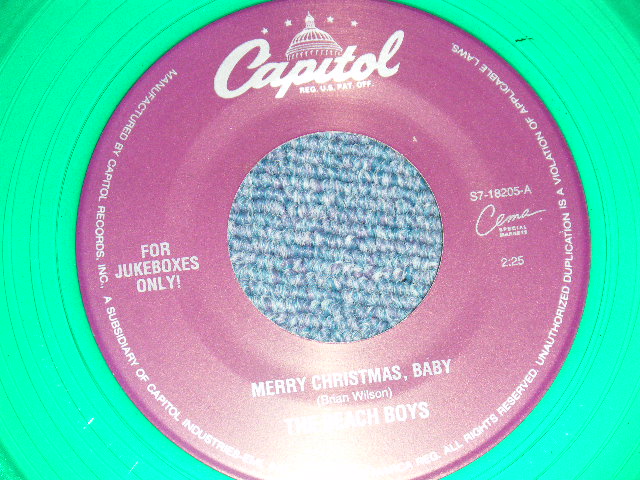 Capitol
REG. U.S. PAT. OFF.
S7-18205-A
Cema
SPECIAL
MARKETS
2:25
FOR
JUKEBOXES
ONLY!
MERRY CHRISTMAS, BABY
(Brian Wilson)
THE BEACH BOYS
MANUFACTURED BY CAPITOL RECORDS, INC., A SUBSIDIARY OF CAPITOL INDUSTRIES-EMI, REG. ALL RIGHTS RESERVED. UNAUTHORIZED DUPLICATION IS A VIOLATION OF APPLICABLE LAWS.